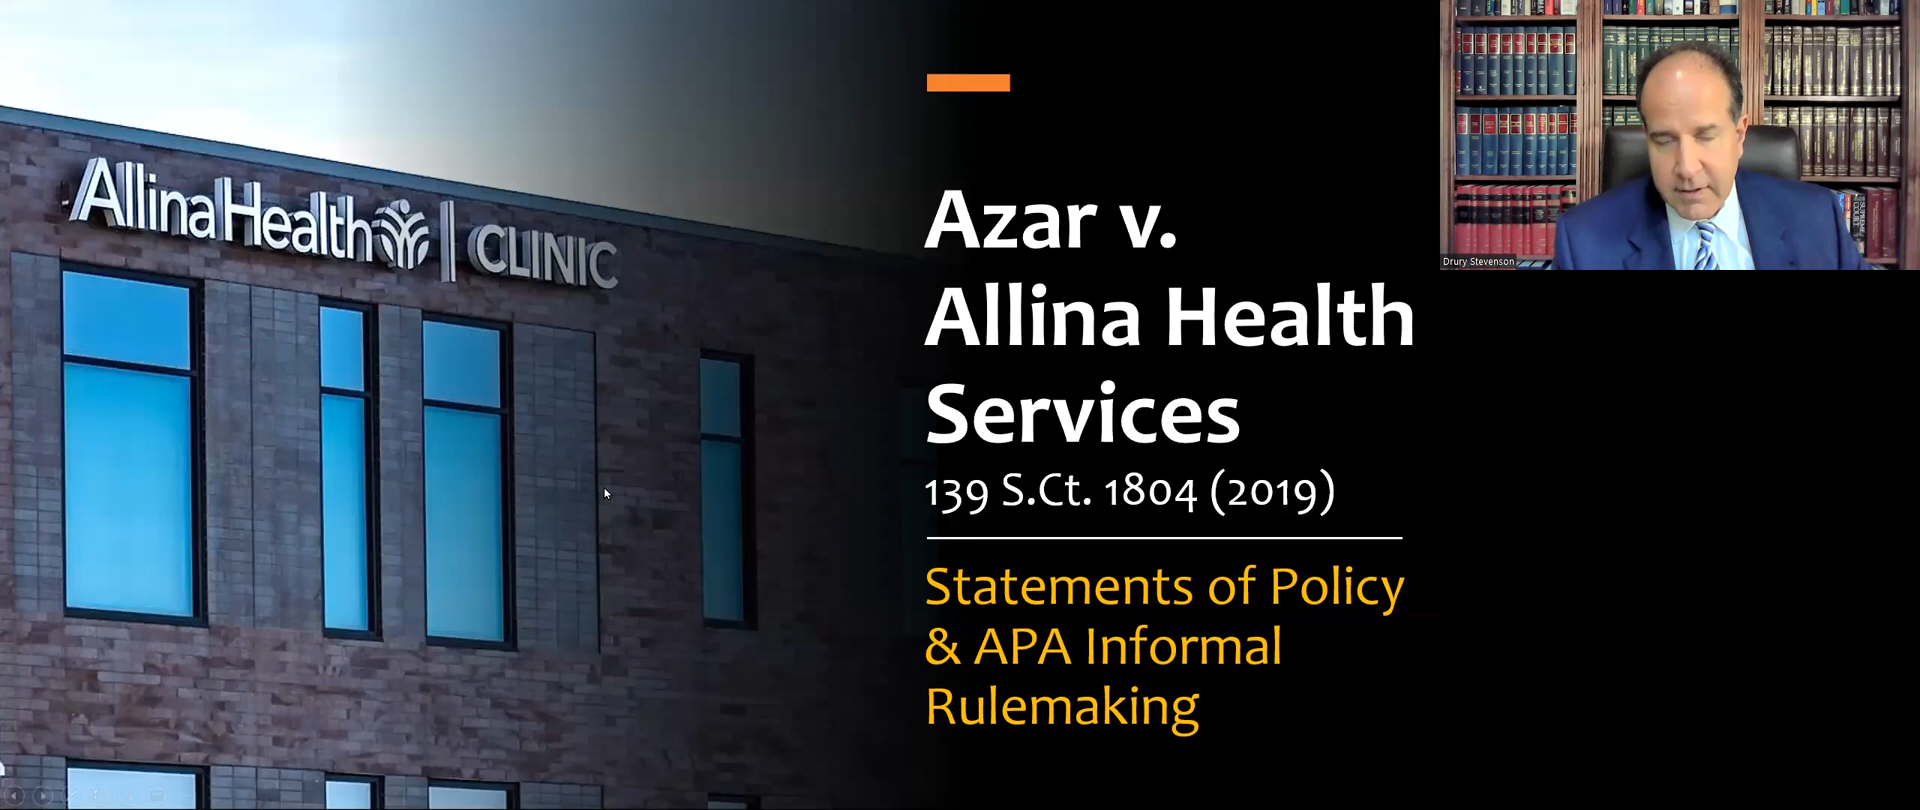 AllinaHealth | CLINIC
Azar v.
Allina Health
Services
139 S.Ct. 1804 (2019)
Statements of Policy
& APA Informal
Rulemaking
Drury Stevenson